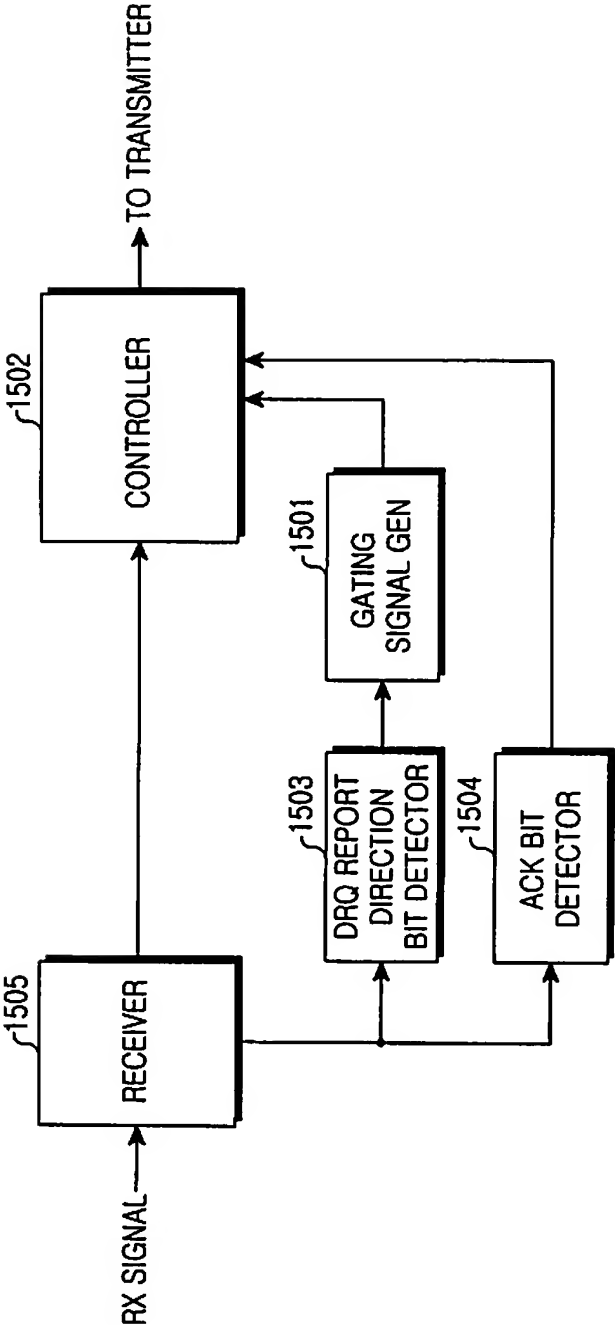 RX SIGNAL
1505
RECEIVER
1502
CONTROLLER
TO TRANSMITTER
1503
DRQ REPORT
DIRECTION
BIT DETECTOR
1501
GATING
SIGNAL GEN
1504
ACK BIT
DETECTOR